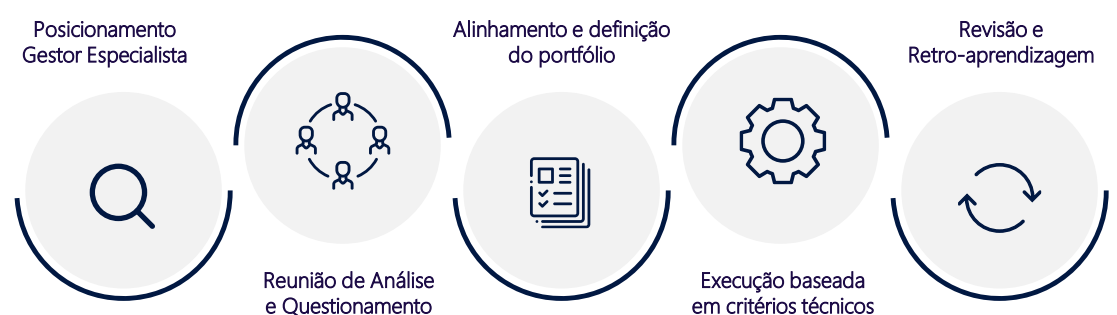 Posicionamento
Gestor Especialista
Reunião de Análise
e Questionamento
Alinhamento e definição
do portfólio
Execução baseada
em critérios técnicos
Revisão e
Retro-aprendizagem